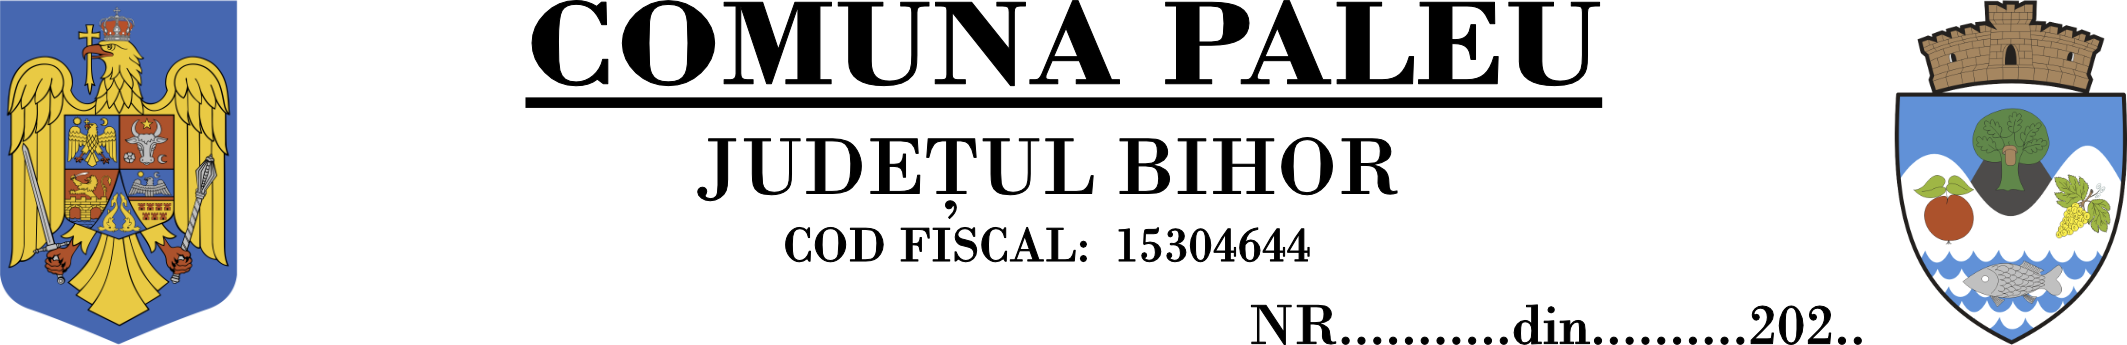 COMUNA PALEU
JUDEȚUL BIHOR
COD FISCAL: 15304644
NR...........din..........202..